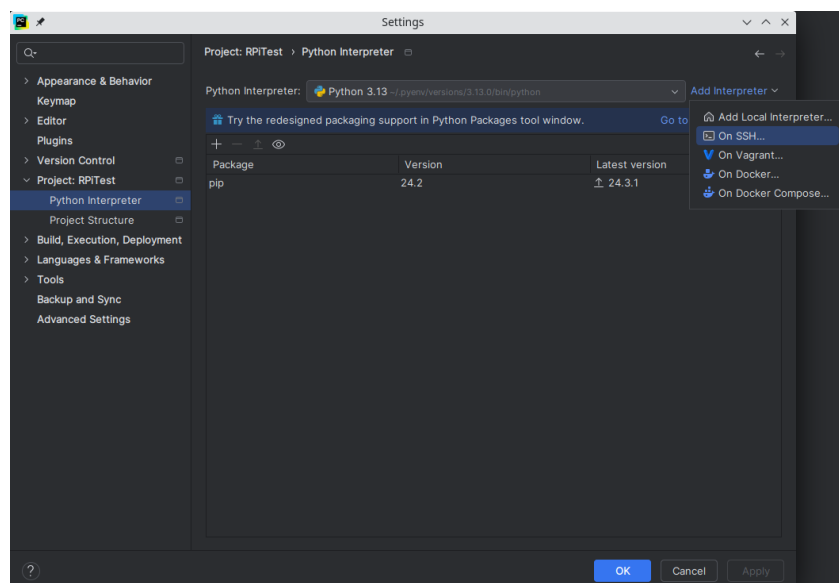 PC
Settings
Project: RPiTest › Python Interpreter
Python Interpreter: Python 3.13 ~/.pyenv/versions/3.13.0/bin/python Add Interpreter
Try the redesigned packaging support in Python Packages tool window. Go to
Package Version Latest version
pip 24.2 24.3.1
Appearance & Behavior
Keymap
Editor
Plugins
Version Control
Project: RPiTest
Python Interpreter
Project Structure
Build, Execution, Deployment
Languages & Frameworks
Tools
Backup and Sync
Advanced Settings
Add Local Interpreter...
On SSH...
On Vagrant...
On Docker...
On Docker Compose...
?
OK Cancel Apply